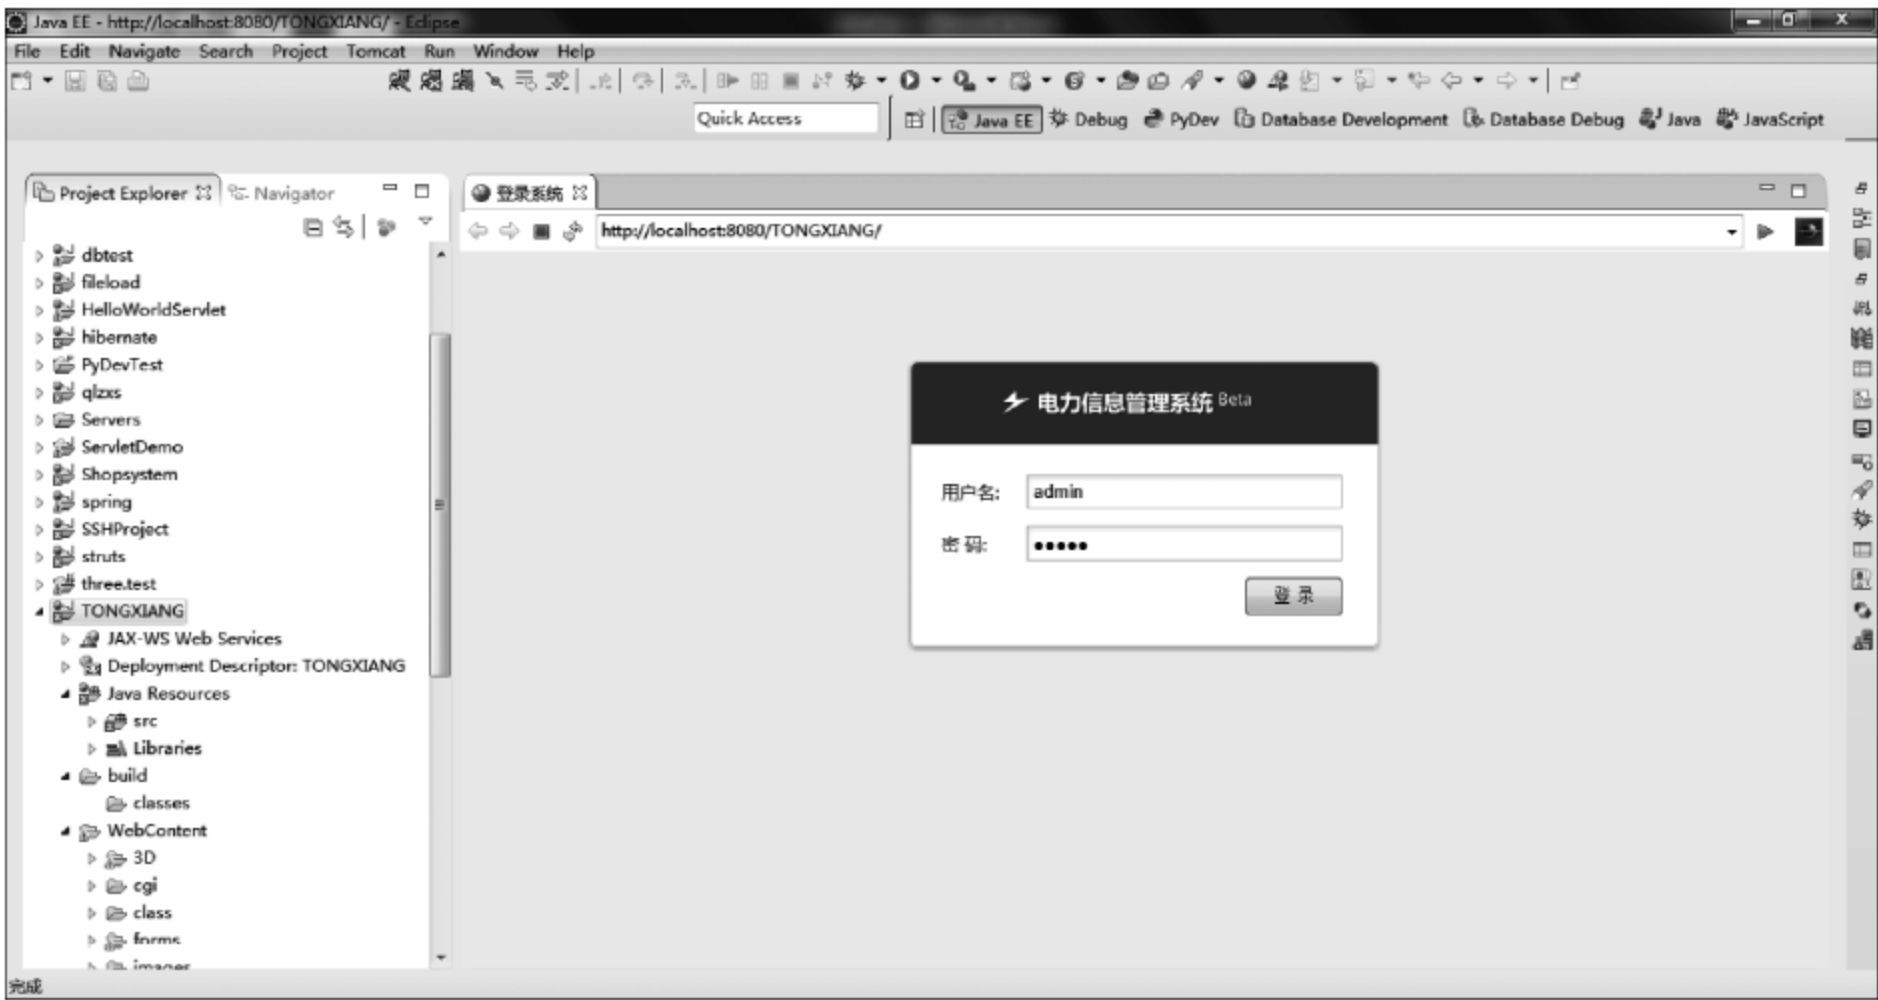 Java EE - http://localhost:8080/TONGXIANG/ - Eclipse
File Edit Navigate Search Project Tomcat Run Window Help
Quick Access
Java EE Debug PyDev Database Development Database Debug Java JavaScript
Project Explorer Navigator
登录系统
http://localhost:8080/TONGXIANG/
dbtest
fileload
HelloWorldServlet
hibernate
PyDevTest
qlzxs
Servers
ServletDemo
Shopsystem
spring
SSHProject
struts
three.test
TONGXIANG
JAX-WS Web Services
Deployment Descriptor: TONGXIANG
Java Resources
src
Libraries
build
classes
WebContent
3D
cgi
class
forms
images
电力信息管理系统 Beta
用户名: admin
密 码: •••••
登 录
完成